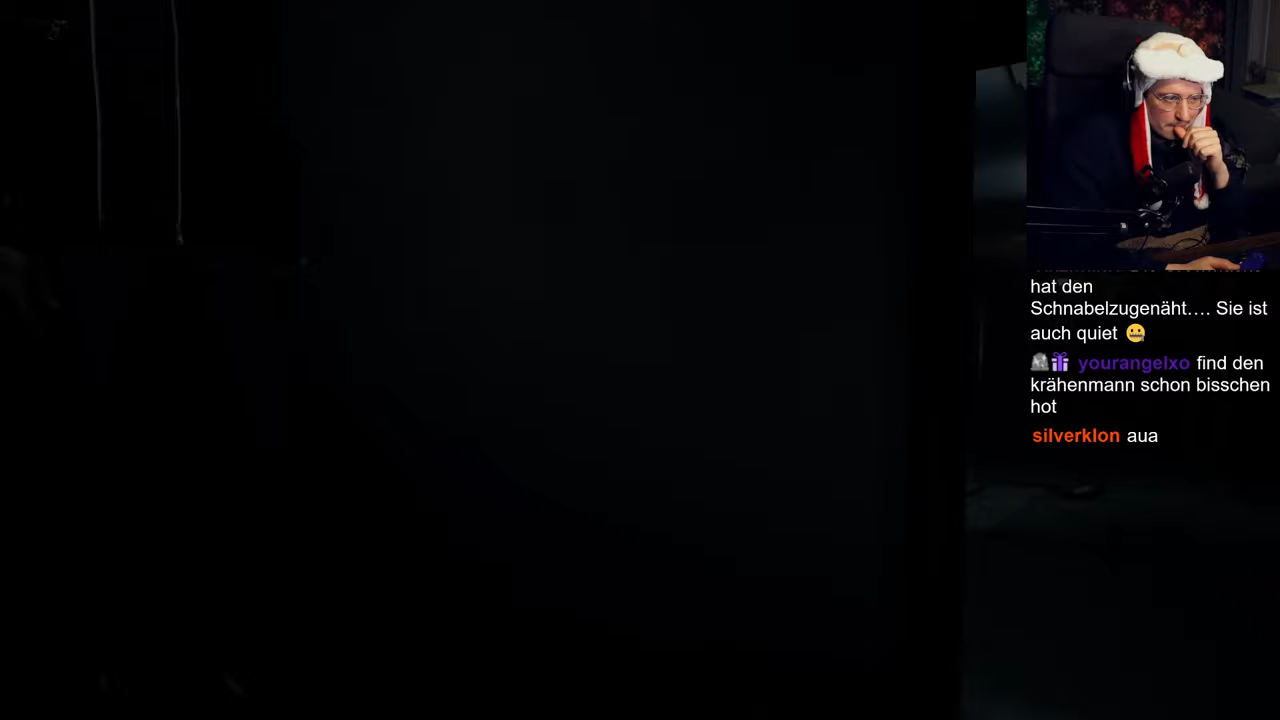 hat den
Schnabelzugenäht.... Sie ist
auch quiet 🤐
yourangelxo find den
krähenmann schon bisschen
hot
silverklon aua